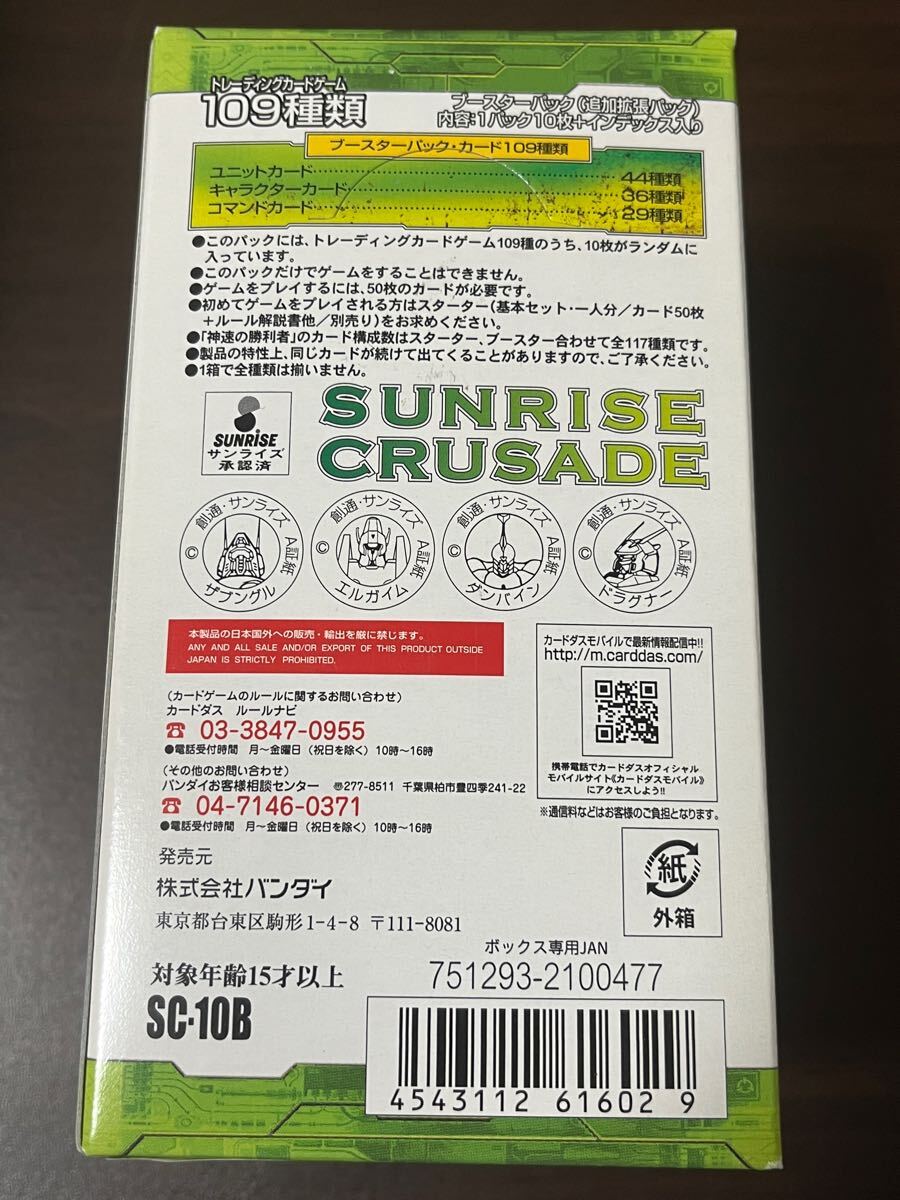 トレーディングカードゲーム
109種類
ブースターパック(追加拡張パック)
内容:1パック10枚+インデックス入り
ブースターパック・カード109種類
ユニットカード………………………………44種類
キャラクターカード…………………………36種類
コマンドカード………………………………29種類
●このパックには、トレーディングカードゲーム109種のうち、10枚がランダムに
入っています。
●このパックだけでゲームをすることはできません。
●ゲームをプレイするには、50枚のカードが必要です。
●初めてゲームをプレイされる方はスターター(基本セット・一人分/カード50枚
+ルール解説書他/別売り)をお求めください。
●「神速の勝利者」のカード構成数はスターター、ブースター合わせて全117種類です。
●製品の特性上、同じカードが続けて出てくることがありますので、ご了承ください。
●1箱で全種類は揃いません。
SUNRISE
サンライズ
承認済
SUNRISE
CRUSADE
©創通・サンライズ A証紙 ザブングル
©創通・サンライズ A証紙 エルガイム
©創通・サンライズ A証紙 ダンバイン
©創通・サンライズ A証紙 ドラグナー
本製品の日本国外への販売・輸出を厳に禁じます。
ANY AND ALL SALE AND/OR EXPORT OF THIS PRODUCT OUTSIDE
JAPAN IS STRICTLY PROHIBITED.
カードダスモバイルで最新情報配信中!!
http://m.carddas.com/
携帯電話でカードダスオフィシャル
モバイルサイト《カードダスモバイル》
にアクセスしよう!!
※通信料などはお客様のご負担となります。
(カードゲームのルールに関するお問い合わせ)
カードダス ルールナビ
☎ 03-3847-0955
●電話受付時間 月~金曜日(祝日を除く)10時~16時
(その他のお問い合わせ)
バンダイお客様相談センター 〠277-8511 千葉県柏市豊四季241-22
☎ 04-7146-0371
●電話受付時間 月~金曜日(祝日を除く)10時~16時
発売元
株式会社バンダイ
東京都台東区駒形1-4-8 〒111-8081
紙
外箱
対象年齢15才以上
SC・10B
ボックス専用JAN
751293-2100477
4543112 61602 9